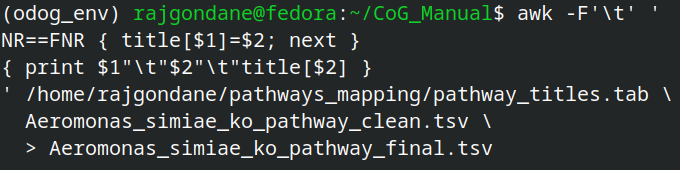 (odog_env) rajgondane@fedora:~/CoG_Manual$ awk -F'\t' '
NR==FNR { title[$1]=$2; next }
{ print $1"\t"$2"\t"title[$2] }
' /home/rajgondane/pathways_mapping/pathway_titles.tab \
  Aeromonas_simiae_ko_pathway_clean.tsv \
  > Aeromonas_simiae_ko_pathway_final.tsv